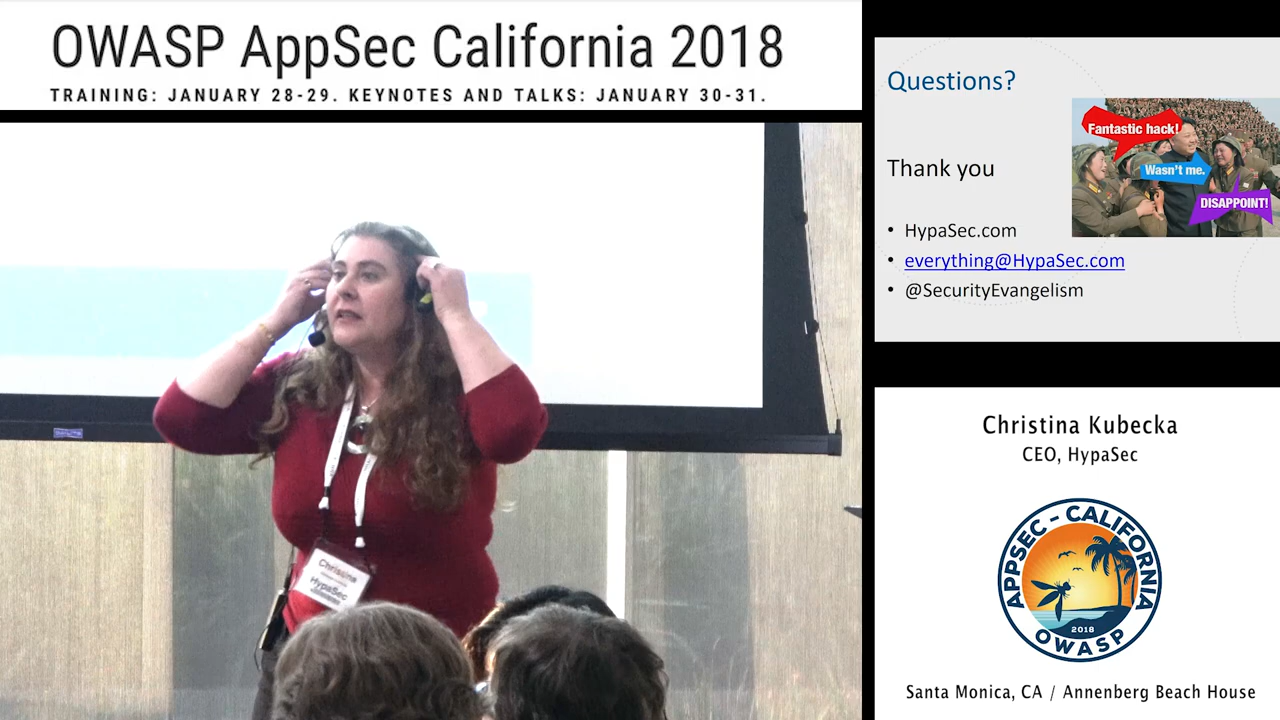 OWASP AppSec California 2018
TRAINING: JANUARY 28-29. KEYNOTES AND TALKS: JANUARY 30-31.
Questions?
Fantastic hack!
Wasn't me.
DISAPPOINT!
Thank you
• HypaSec.com
• everything@HypaSec.com
• @SecurityEvangelism
Christina
HypaSec
Christina Kubecka
CEO, HypaSec
APPSEC - CALIFORNIA
2018
OWASP
Santa Monica, CA / Annenberg Beach House